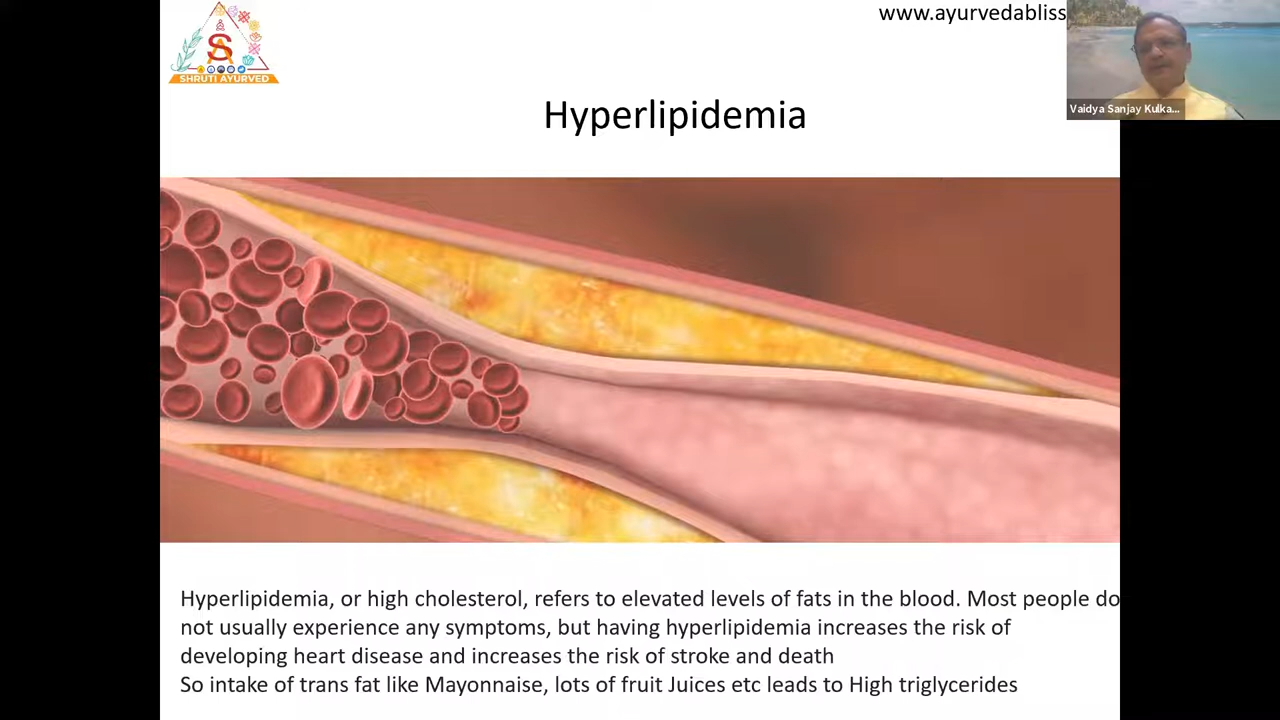 www.ayurvedabliss
SHRUTI AYURVED
Vaidya Sanjay Kulka...
Hyperlipidemia
Hyperlipidemia, or high cholesterol, refers to elevated levels of fats in the blood. Most people do
not usually experience any symptoms, but having hyperlipidemia increases the risk of
developing heart disease and increases the risk of stroke and death
So intake of trans fat like Mayonnaise, lots of fruit Juices etc leads to High triglycerides